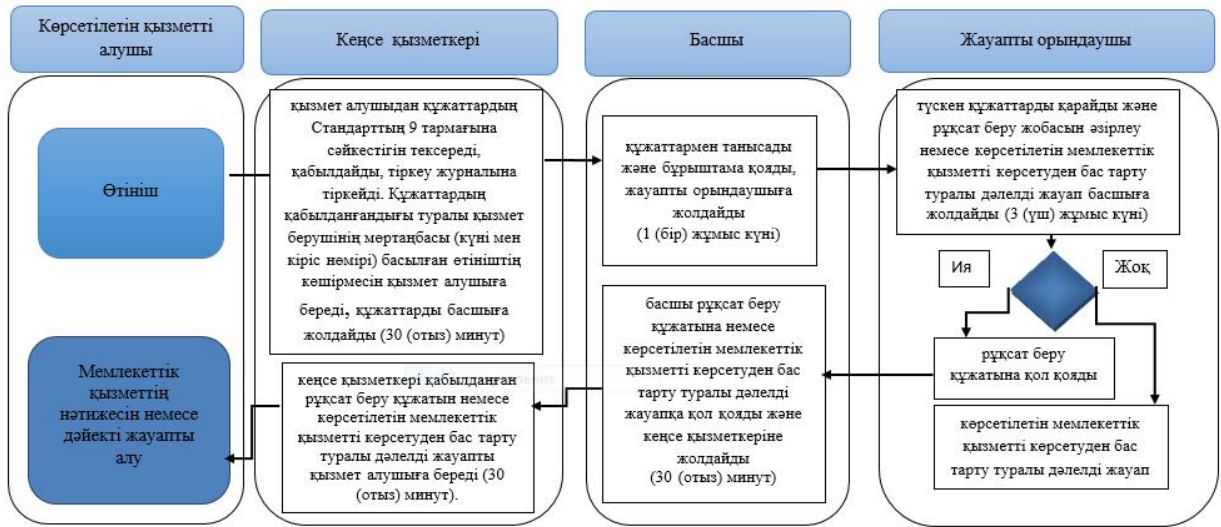 Көрсетілетін қызметті
алушы
Кеңсе қызметкері
Басшы
Жауапты орындаушы
Өтініш
қызмет алушыдан құжаттардың
Стандарттың 9 тармағына
сәйкестігін тексереді,
қабылдайды, тіркеу журналына
тіркейді. Құжаттардың
қабылданғандығы туралы қызмет
берушінің мөртаңбасы (күні мен
кіріс нөмірі) басылған өтініштің
көшірмесін қызмет алушыға
береді, құжаттарды басшыға
жолдайды (30 (отыз) минут)
құжаттармен танысады
және бұрыштама қояды,
жауапты орындаушыға
жолдайды
(1 (бір) жұмыс күні)
түскен құжаттарды қарайды және
рұқсат беру жобасын әзірлеу
немесе көрсетілетін мемлекеттік
қызметті көрсетуден бас тарту
туралы дәлелді жауап басшыға
жолдайды (3 (үш) жұмыс күні)
Ия
Жоқ
рұқсат беру
құжатына қол қояды
көрсетілетін мемлекеттік
қызметті көрсетуден бас
тарту туралы дәлелді жауап
басшы рұқсат беру
құжатына немесе
көрсетілетін мемлекеттік
қызметті көрсетуден бас
тарту туралы дәлелді
жауапқа қол қояды және
кеңсе қызметкеріне
жолдайды
(30 (отыз) минут)
кеңсе қызметкері қабылданған
рұқсат беру құжатын немесе
көрсетілетін мемлекеттік
қызметті көрсетуден бас тарту
туралы дәлелді жауапты
қызмет алушыға береді (30
(отыз) минут).
Мемлекеттік
қызметтің
нәтижесін немесе
дәйекті жауапты
алу